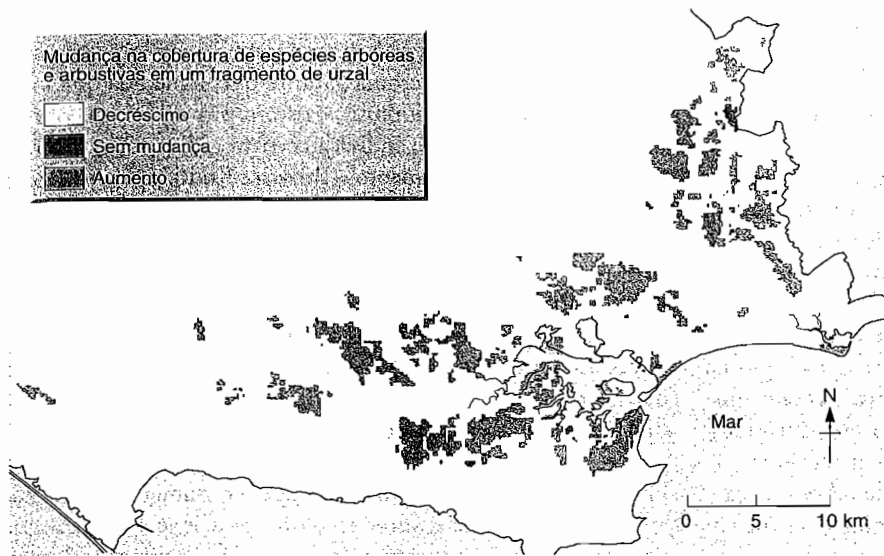 Mudança na cobertura de espécies arbóreas
e arbustivas em um fragmento de urzal
Decréscimo
Sem mudança
Aumento
Mar
N
0 5 10 km